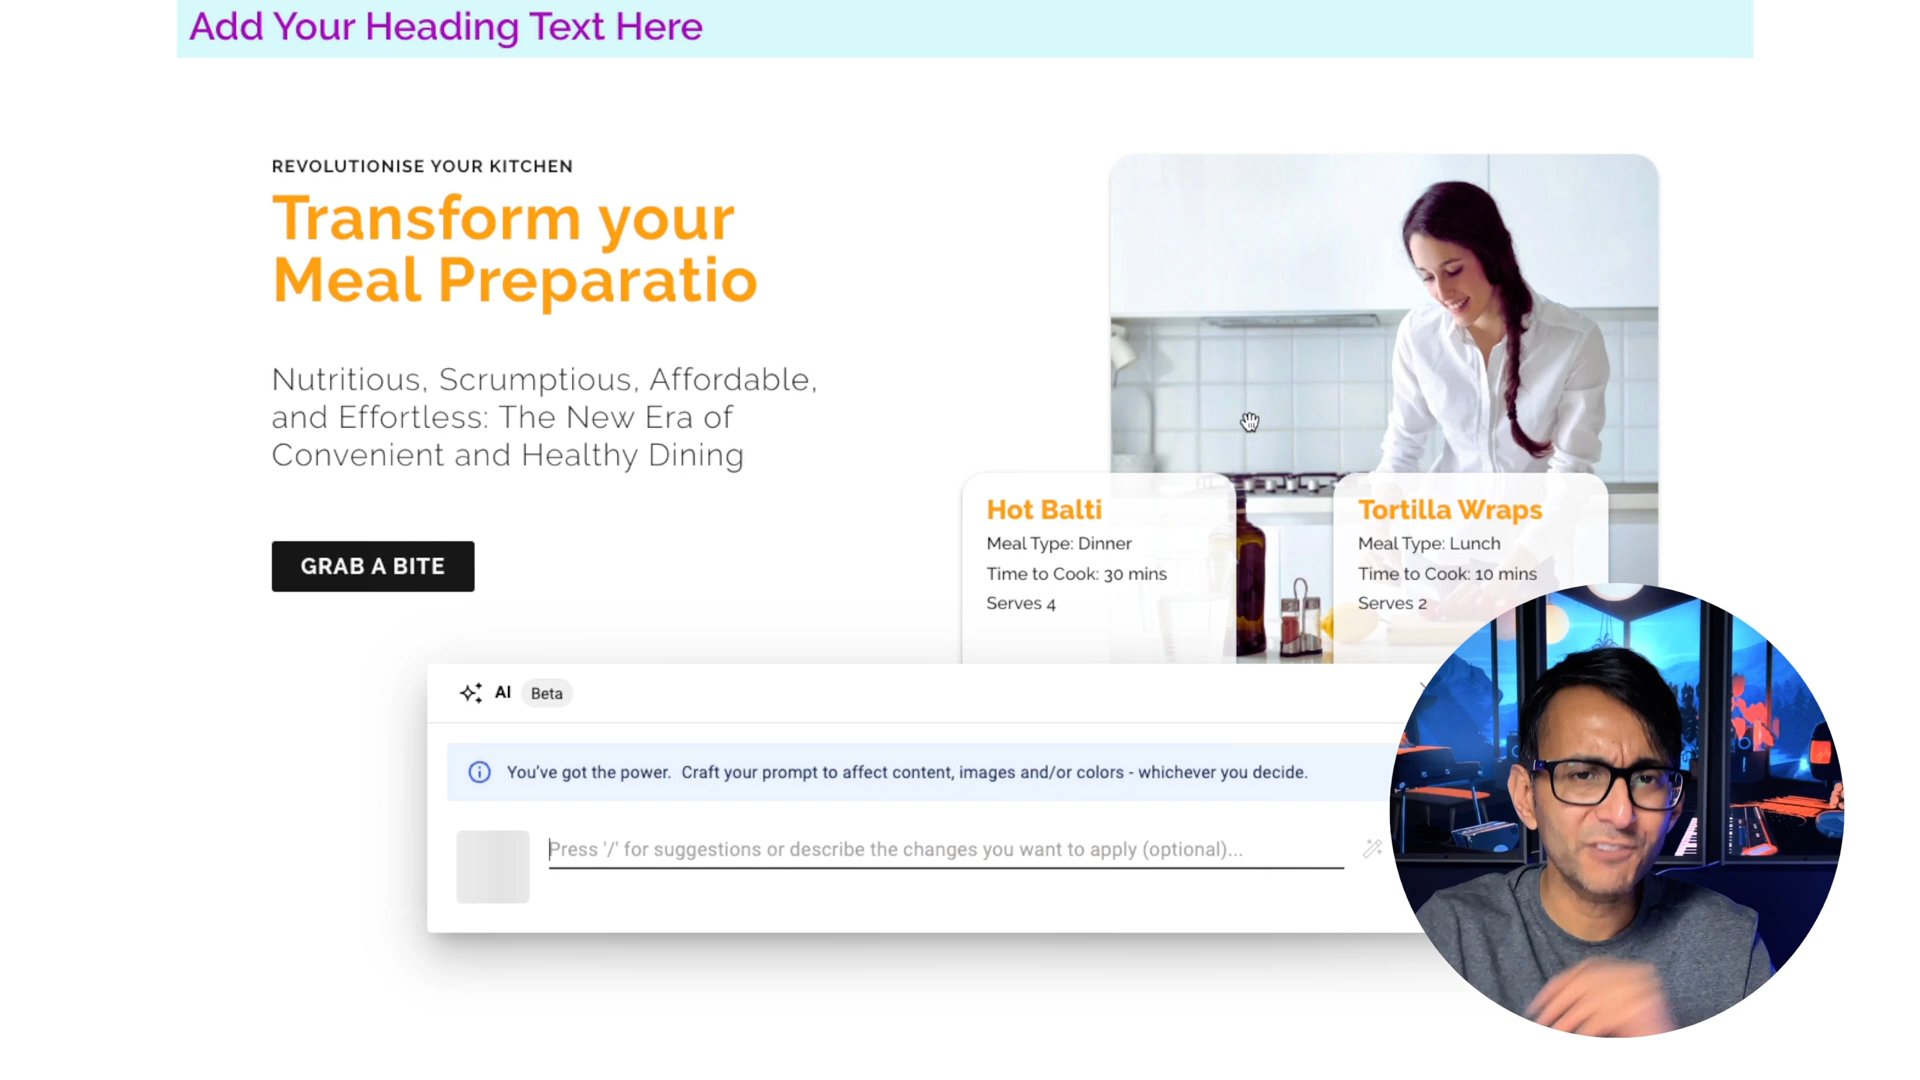 Add Your Heading Text Here
REVOLUTIONISE YOUR KITCHEN
Transform your
Meal Preparatio
Nutritious, Scrumptious, Affordable,
and Effortless: The New Era of
Convenient and Healthy Dining
GRAB A BITE
Hot Balti
Meal Type: Dinner
Time to Cook: 30 mins
Serves 4
Tortilla Wraps
Meal Type: Lunch
Time to Cook: 10 mins
Serves 2
AI Beta
You've got the power. Craft your prompt to affect content, images and/or colors - whichever you decide.
Press '/' for suggestions or describe the changes you want to apply (optional)...